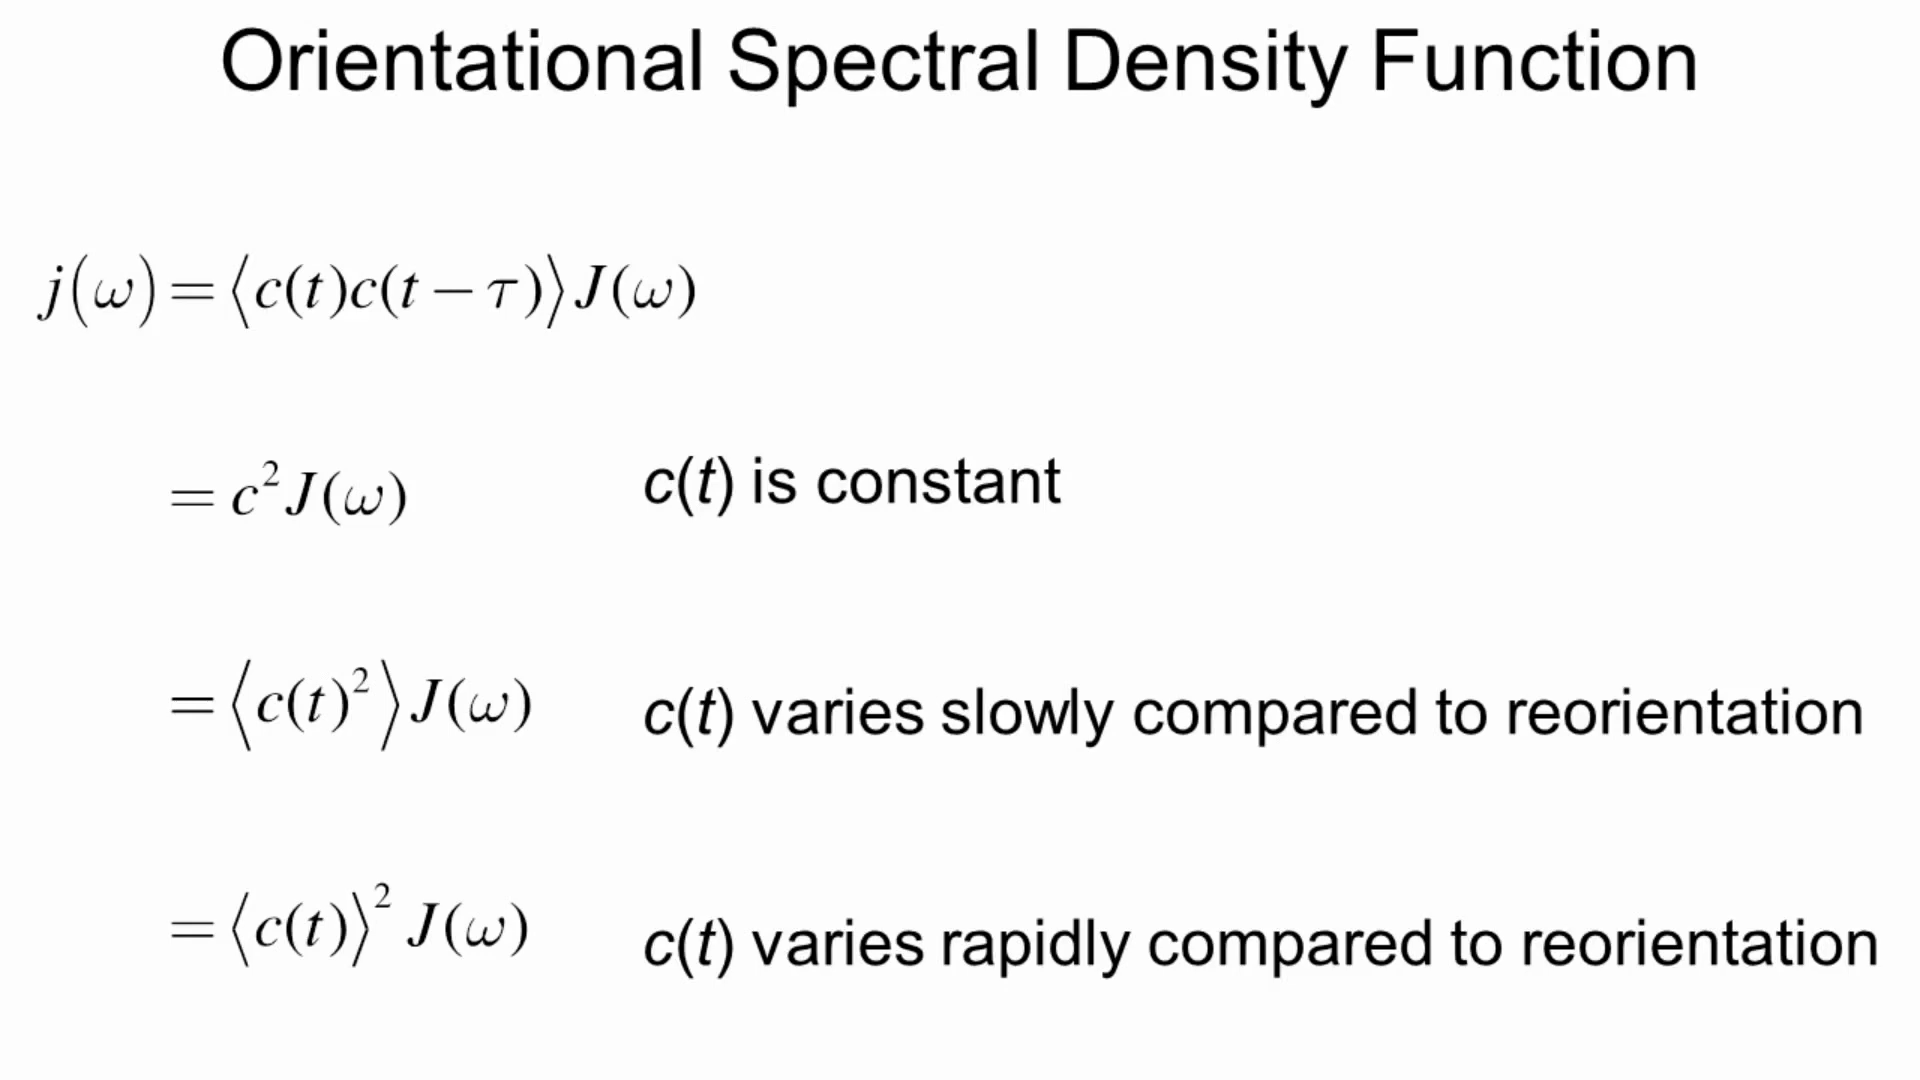 Orientational Spectral Density Function
j(ω) = ⟨c(t)c(t − τ)⟩J(ω)
= c²J(ω) c(t) is constant
= ⟨c(t)²⟩J(ω) c(t) varies slowly compared to reorientation
= ⟨c(t)⟩² J(ω) c(t) varies rapidly compared to reorientation